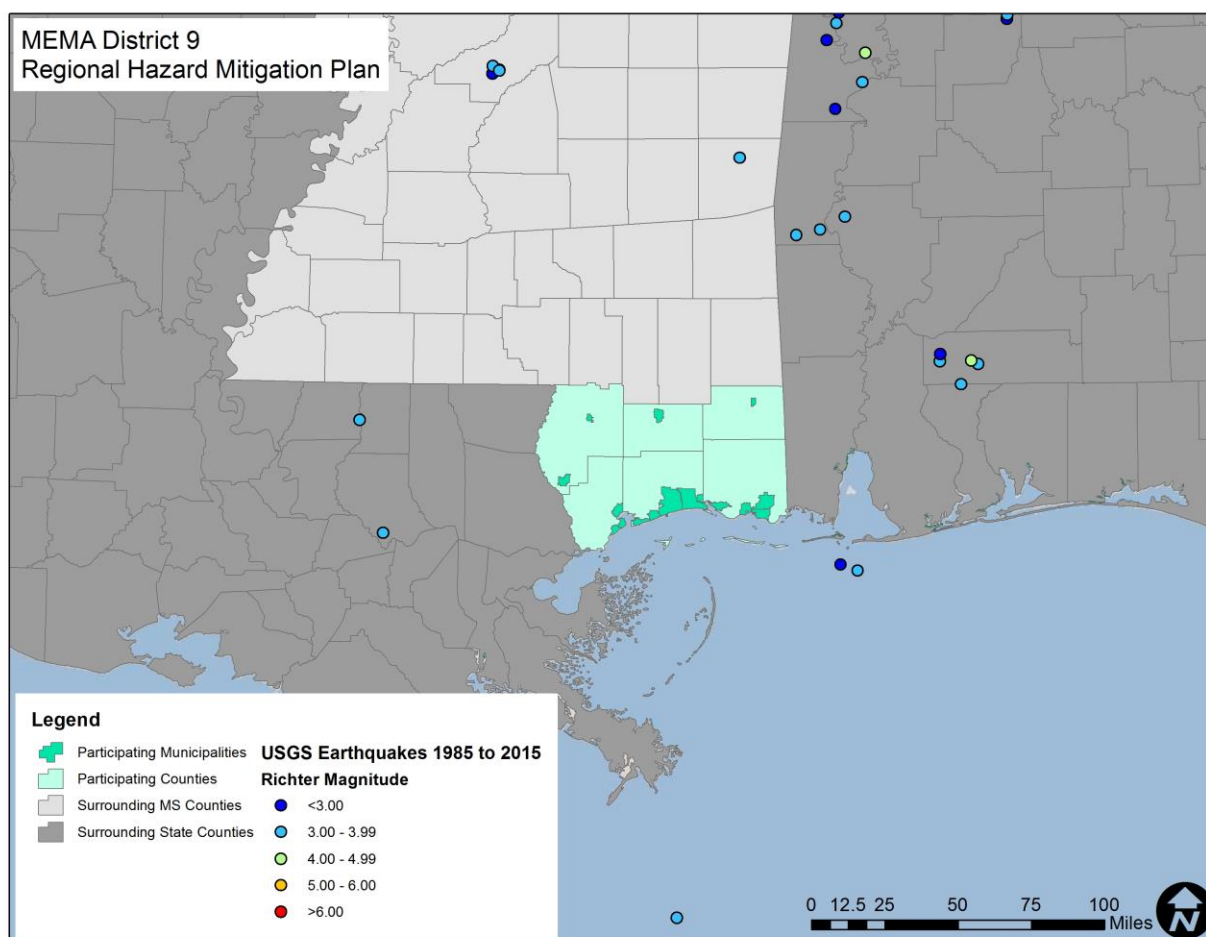 MEMA District 9
Regional Hazard Mitigation Plan
Legend
Participating Municipalities
Participating Counties
Surrounding MS Counties
Surrounding State Counties
USGS Earthquakes 1985 to 2015
Richter Magnitude
<3.00
3.00 - 3.99
4.00 - 4.99
5.00 - 6.00
>6.00
0 12.5 25 50 75 100
Miles
N